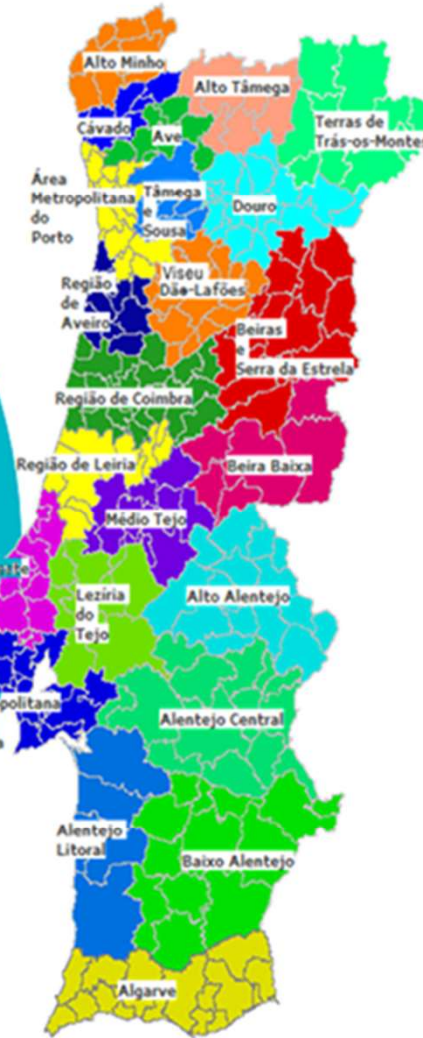 Alto Minho
Alto Tâmega
Terras de
Trás-os-Montes
Cávado
Ave
Área
Metropolitana
do
Porto
Tâmega
e
Sousa
Douro
Região
de
Aveiro
Viseu
Dão-Lafões
Beiras
e
Serra da Estrela
Região de Coimbra
Região de Leiria
Beira Baixa
Médio Tejo
Lezíria
do
Tejo
Alto Alentejo
politana
Alentejo Central
Alentejo
Litoral
Baixo Alentejo
Algarve